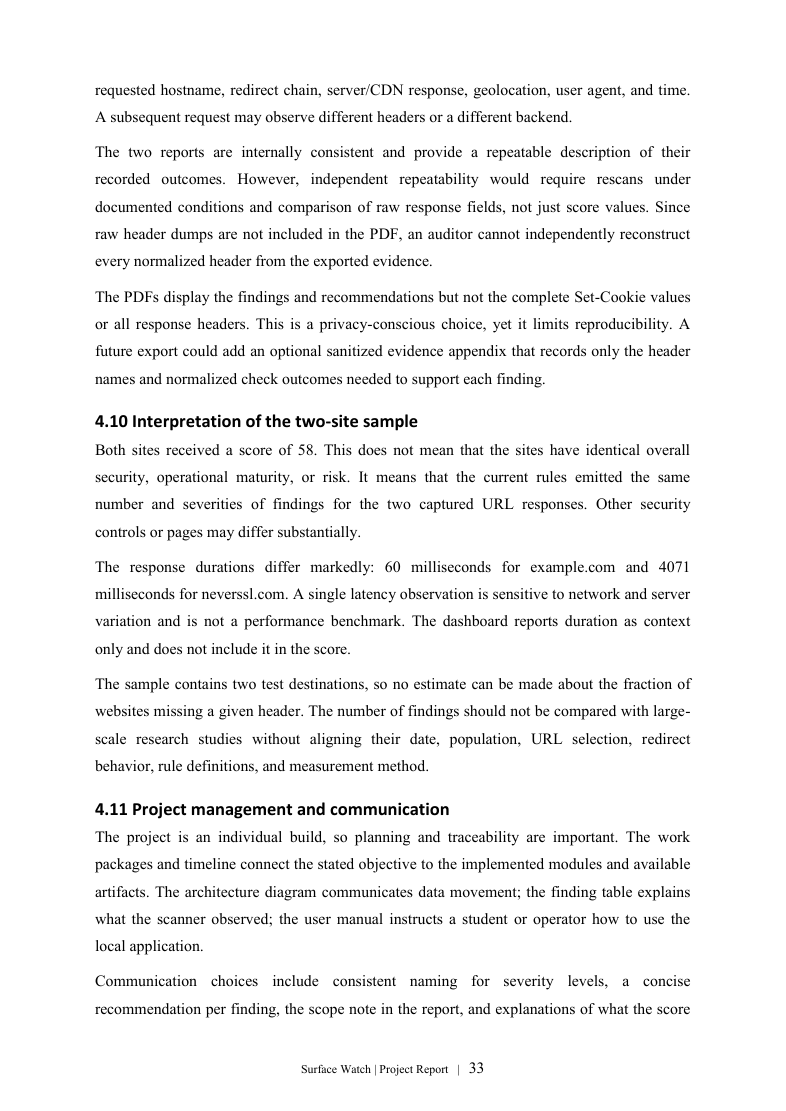 requested hostname, redirect chain, server/CDN response, geolocation, user agent, and time.
A subsequent request may observe different headers or a different backend.
The two reports are internally consistent and provide a repeatable description of their
recorded outcomes. However, independent repeatability would require rescans under
documented conditions and comparison of raw response fields, not just score values. Since
raw header dumps are not included in the PDF, an auditor cannot independently reconstruct
every normalized header from the exported evidence.
The PDFs display the findings and recommendations but not the complete Set-Cookie values
or all response headers. This is a privacy-conscious choice, yet it limits reproducibility. A
future export could add an optional sanitized evidence appendix that records only the header
names and normalized check outcomes needed to support each finding.
4.10 Interpretation of the two-site sample
Both sites received a score of 58. This does not mean that the sites have identical overall
security, operational maturity, or risk. It means that the current rules emitted the same
number and severities of findings for the two captured URL responses. Other security
controls or pages may differ substantially.
The response durations differ markedly: 60 milliseconds for example.com and 4071
milliseconds for neverssl.com. A single latency observation is sensitive to network and server
variation and is not a performance benchmark. The dashboard reports duration as context
only and does not include it in the score.
The sample contains two test destinations, so no estimate can be made about the fraction of
websites missing a given header. The number of findings should not be compared with large-
scale research studies without aligning their date, population, URL selection, redirect
behavior, rule definitions, and measurement method.
4.11 Project management and communication
The project is an individual build, so planning and traceability are important. The work
packages and timeline connect the stated objective to the implemented modules and available
artifacts. The architecture diagram communicates data movement; the finding table explains
what the scanner observed; the user manual instructs a student or operator how to use the
local application.
Communication choices include consistent naming for severity levels, a concise
recommendation per finding, the scope note in the report, and explanations of what the score
Surface Watch | Project Report | 33